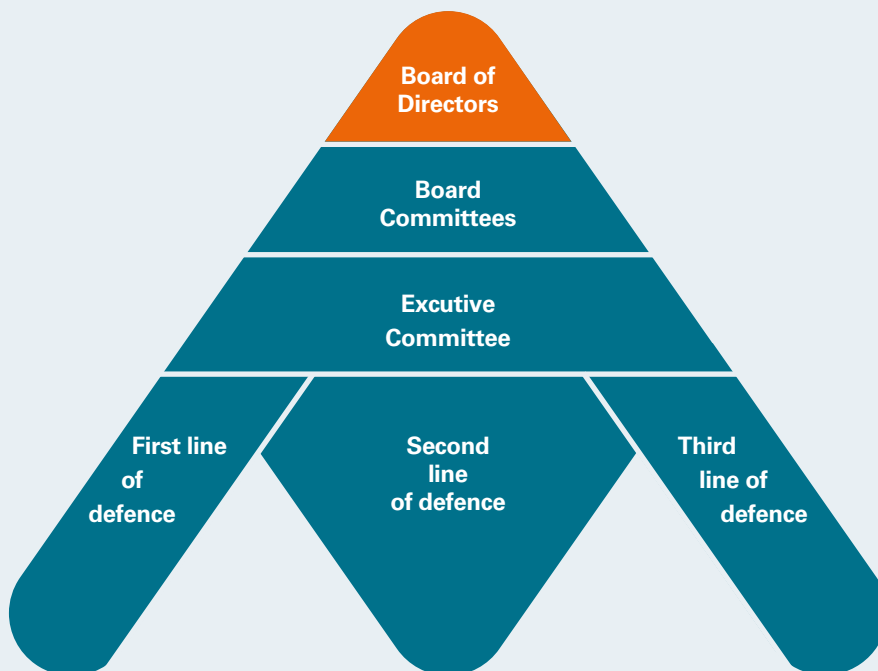 Board of
Directors
Board
Committees
Excutive
Committee
First line
of
defence
Second
line
of defence
Third
line of
defence